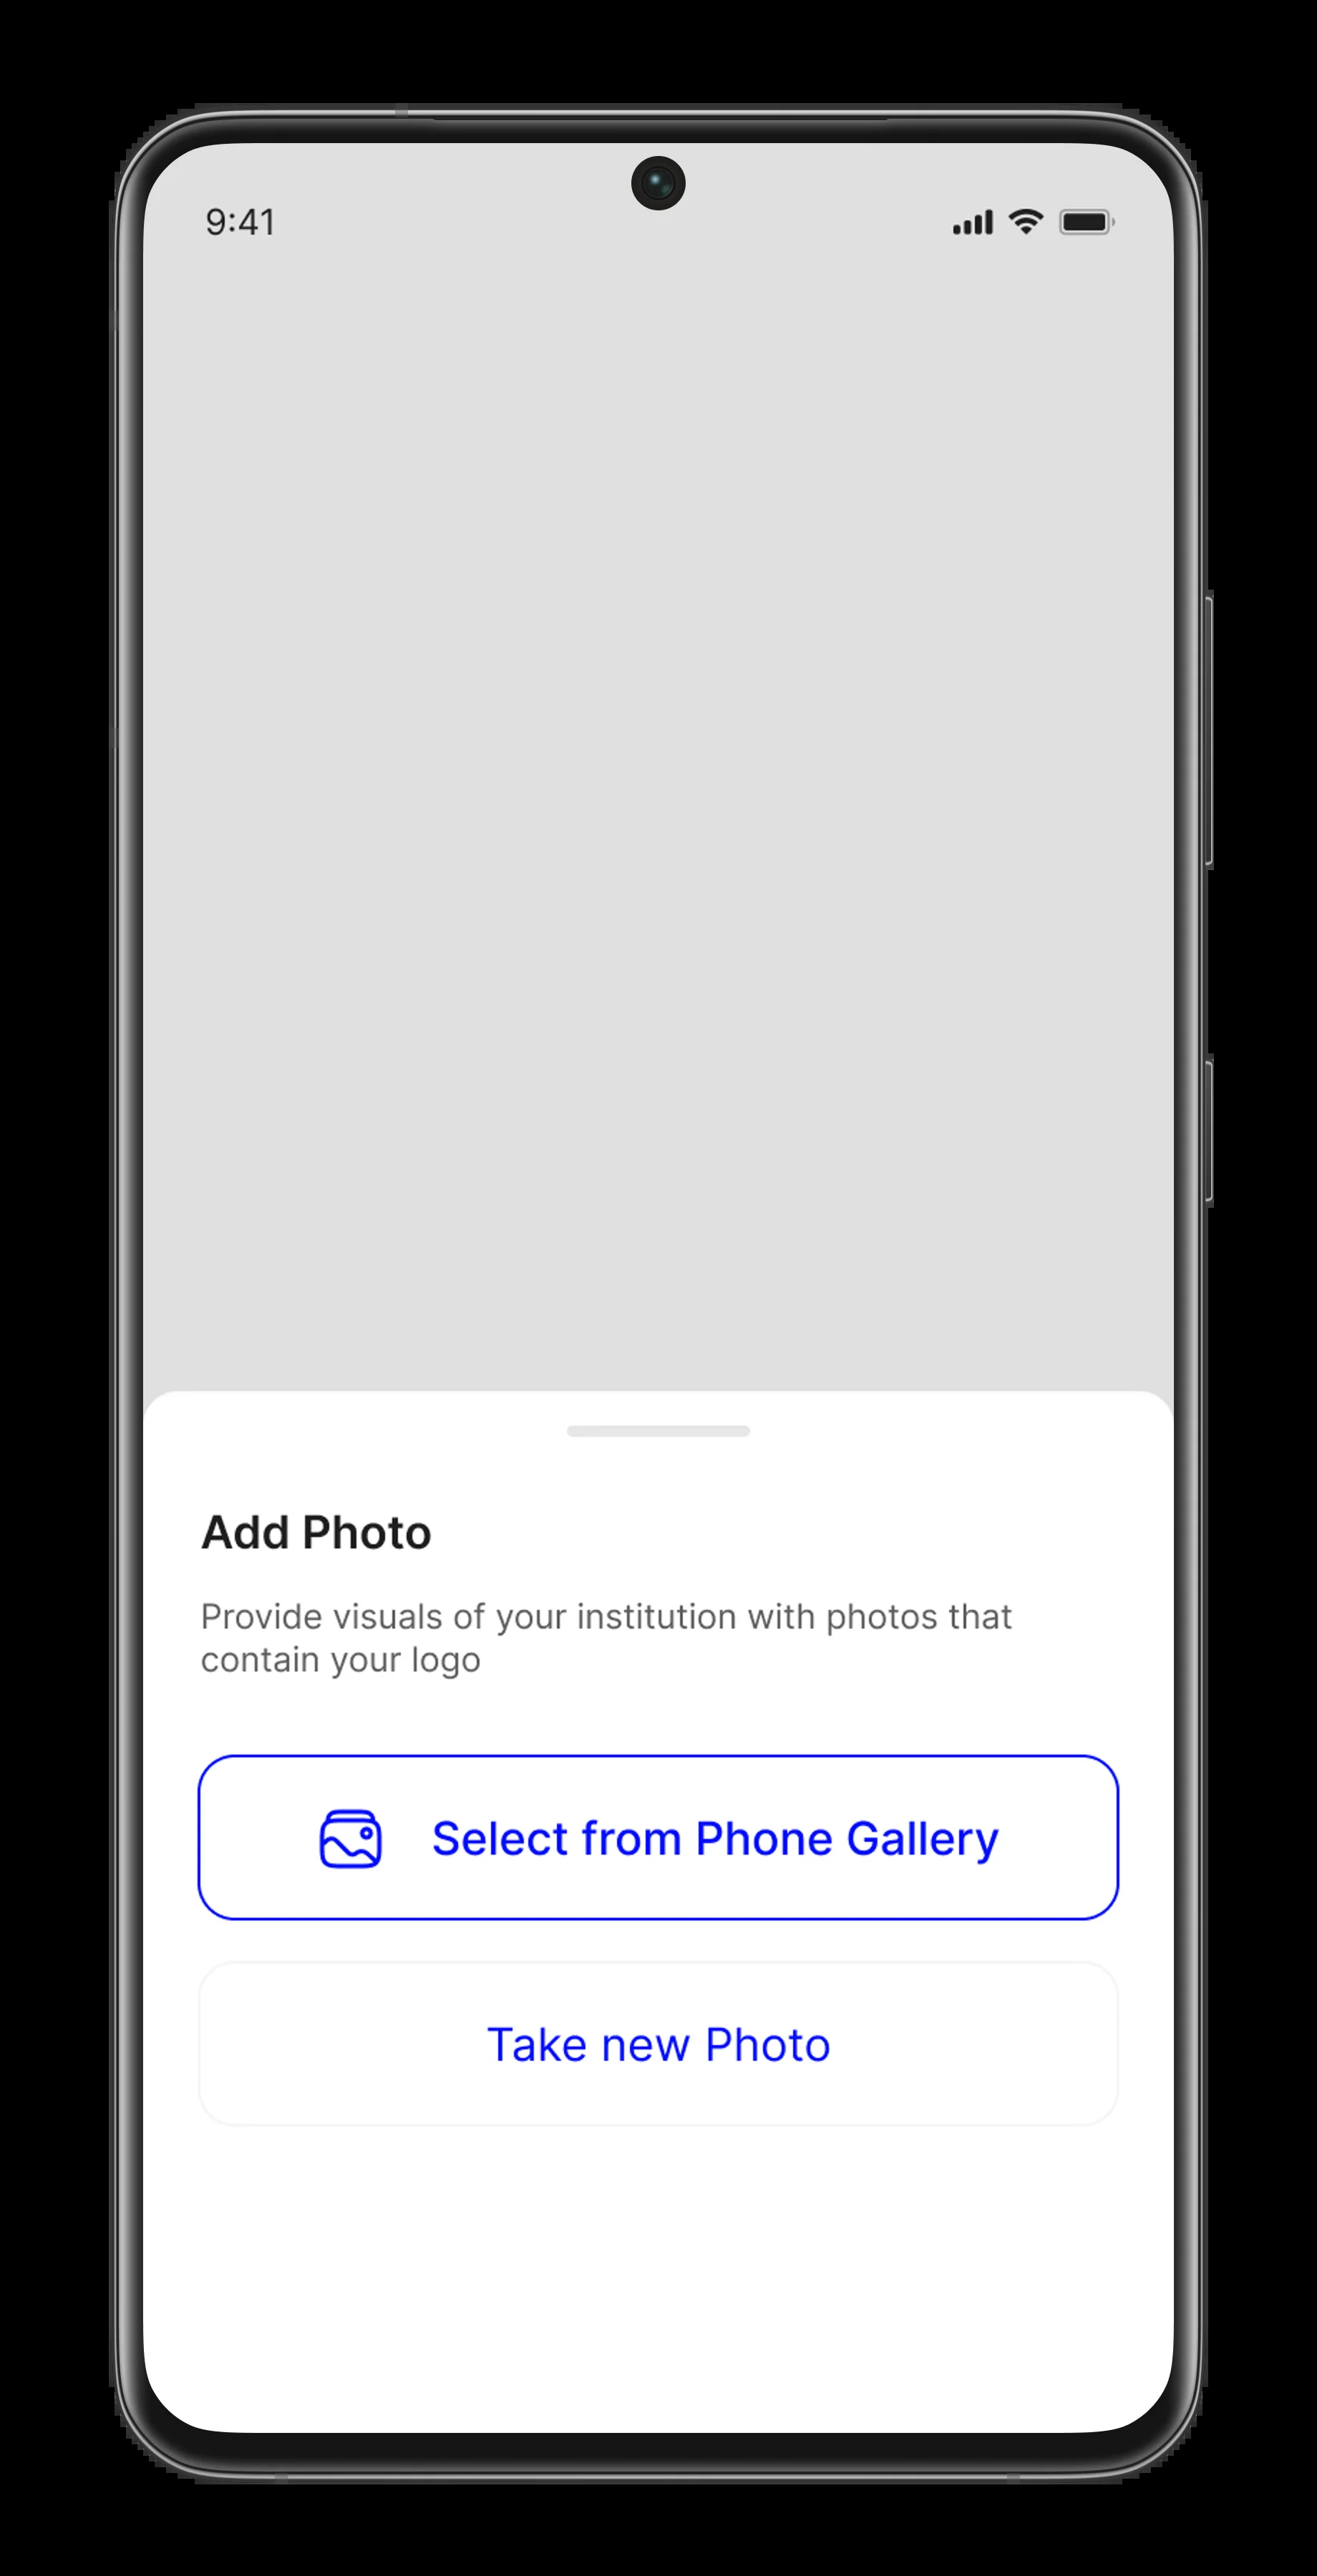 9:41
Add Photo
Provide visuals of your institution with photos that
contain your logo
Select from Phone Gallery
Take new Photo